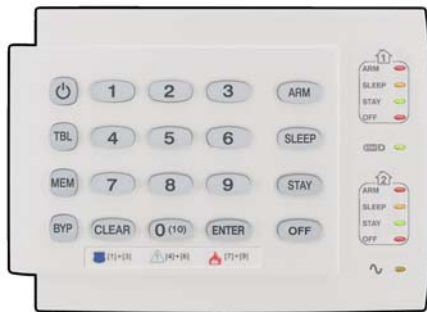 1 2 3 ARM
TBL 4 5 6 SLEEP
MEM 7 8 9 STAY
BYP CLEAR 0 (10) ENTER OFF
[1]+[3] [4]+[6] [7]+[9]
1
ARM
SLEEP
STAY
OFF
2
ARM
SLEEP
STAY
OFF